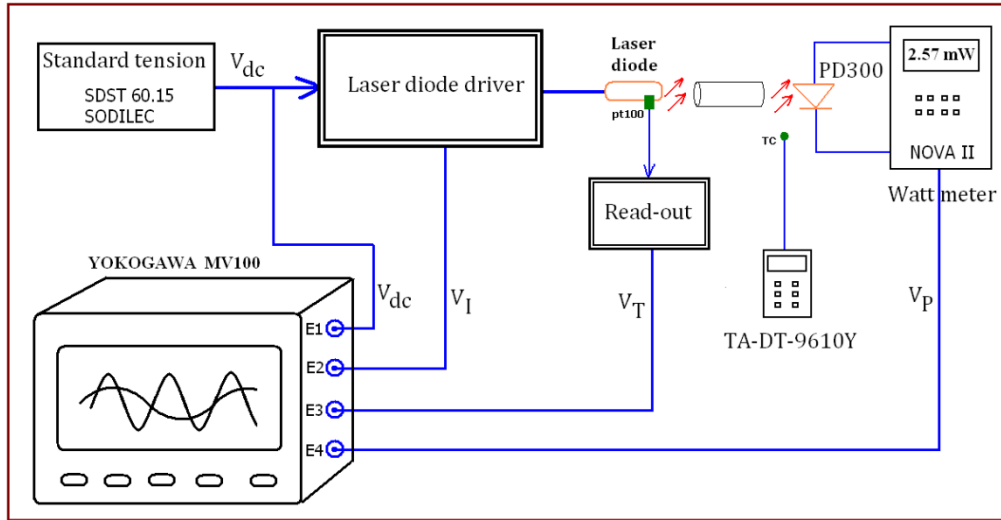 Standard tension
SDST 60.15
SODILEC
Vdc
Laser diode driver
Laser
diode
pt100
PD300
2.57 mW
NOVA II
Watt meter
TC
Read-out
TA-DT-9610Y
YOKOGAWA MV100
Vdc
VI
VT
VP
E1
E2
E3
E4